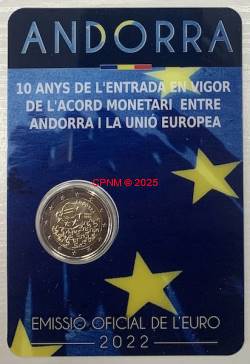 ANDORRA
10 ANYS DE L'ENTRADA EN VIGOR
DE L'ACORD MONETARI ENTRE
ANDORRA I LA UNIÓ EUROPEA
CPNM © 2025
EMISSIÓ OFICIAL DE L'EURO
2022